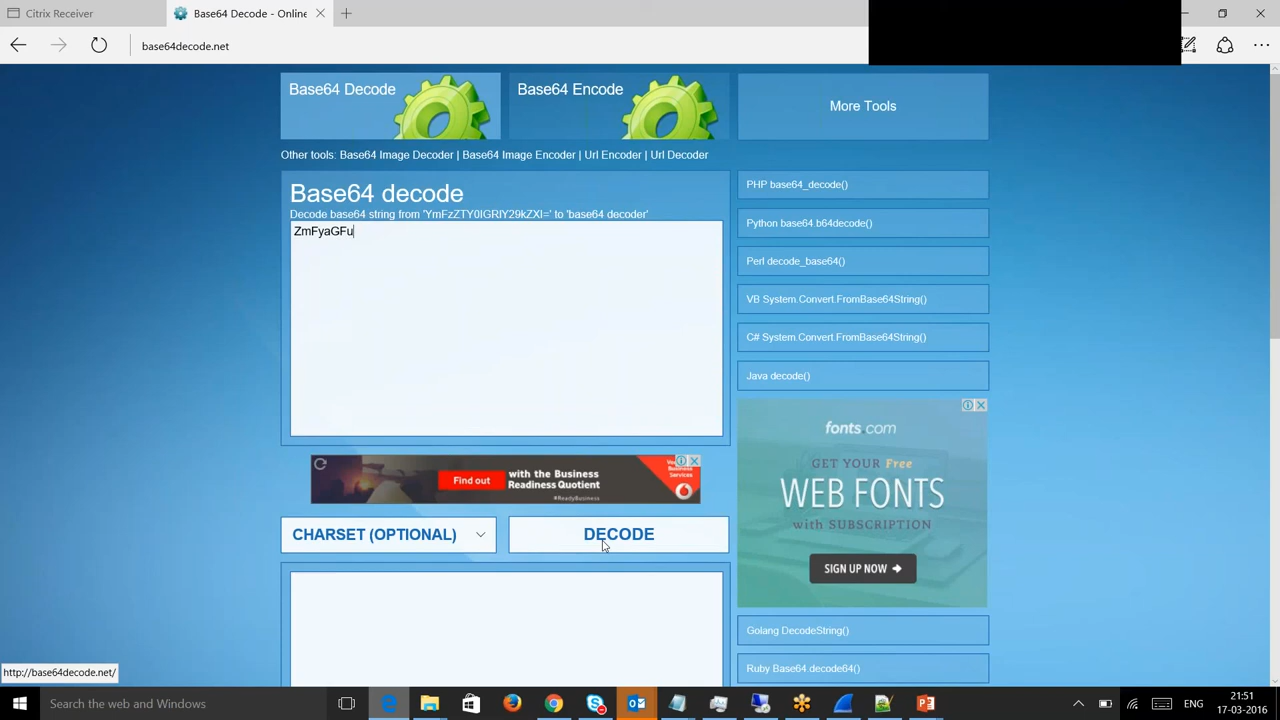 Citrix Receiver
Base64 Decode - Online
base64decode.net
Base64 Decode
Base64 Encode
More Tools
Other tools: Base64 Image Decoder | Base64 Image Encoder | Url Encoder | Url Decoder
Base64 decode
Decode base64 string from 'YmFzZTY0IGRlY29kZXI=' to 'base64 decoder'
ZmFyaGFu
PHP base64_decode()
Python base64.b64decode()
Perl decode_base64()
VB System.Convert.FromBase64String()
C# System.Convert.FromBase64String()
Java decode()
fonts.com
GET YOUR Free
WEB FONTS
with SUBSCRIPTION
SIGN UP NOW
Find out
with the Business
Readiness Quotient
#ReadyBusiness
CHARSET (OPTIONAL)
DECODE
Golang DecodeString()
Ruby Base64.decode64()
http://base64decode.net/
Search the web and Windows
ENG
21:51
17-03-2016